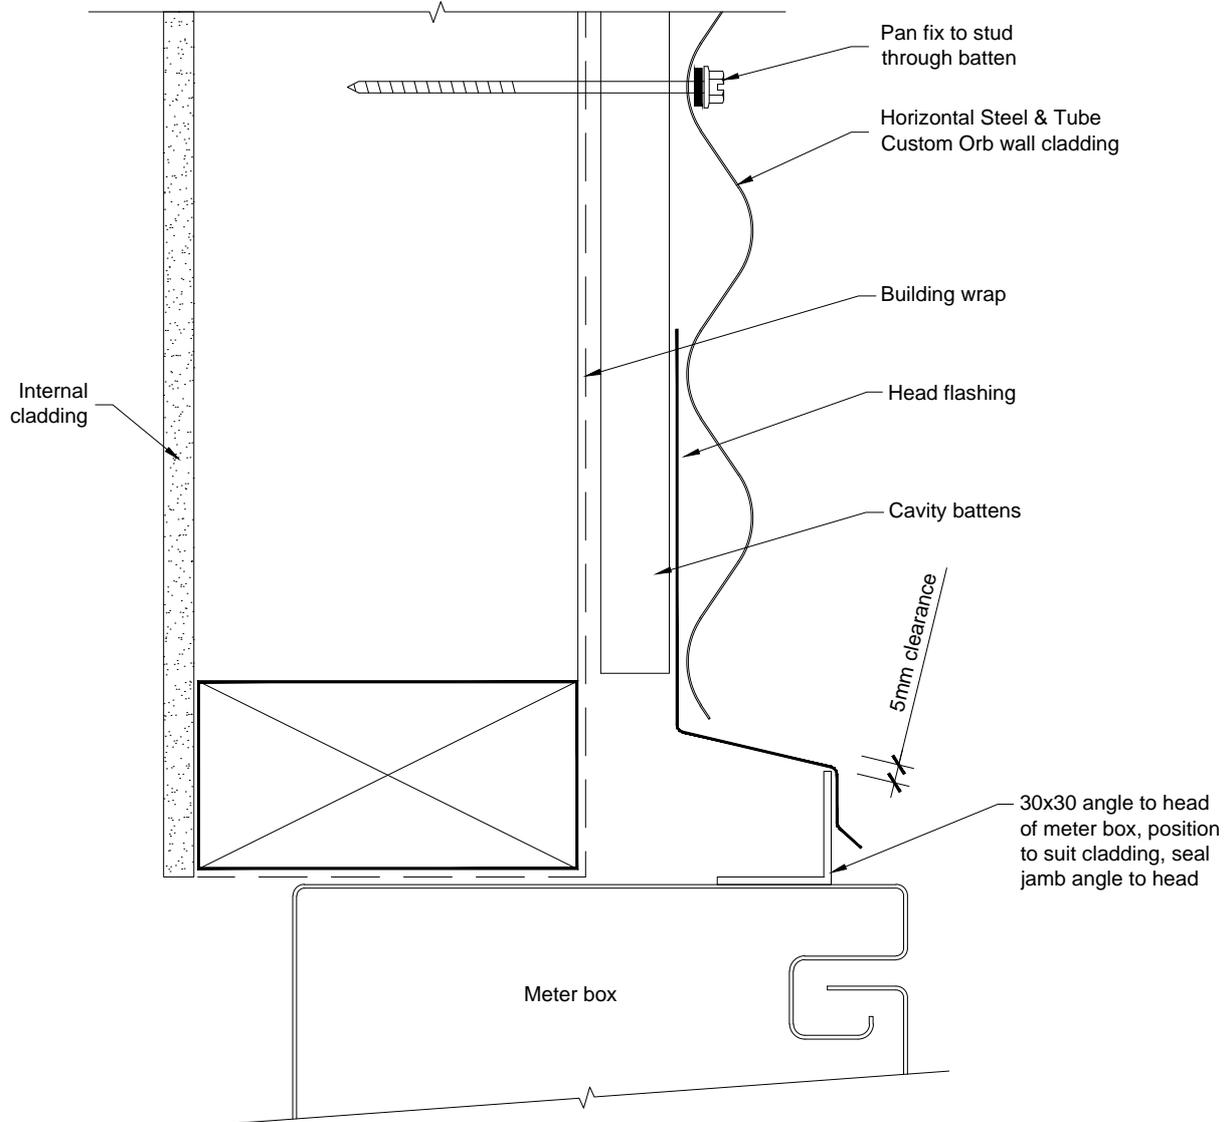 Pan fix to stud
through batten
Horizontal Steel & Tube
Custom Orb wall cladding
Building wrap
Internal
cladding
Head flashing
Cavity battens
5mm clearance
30x30 angle to head
of meter box, position
to suit cladding, seal
jamb angle to head
Meter box